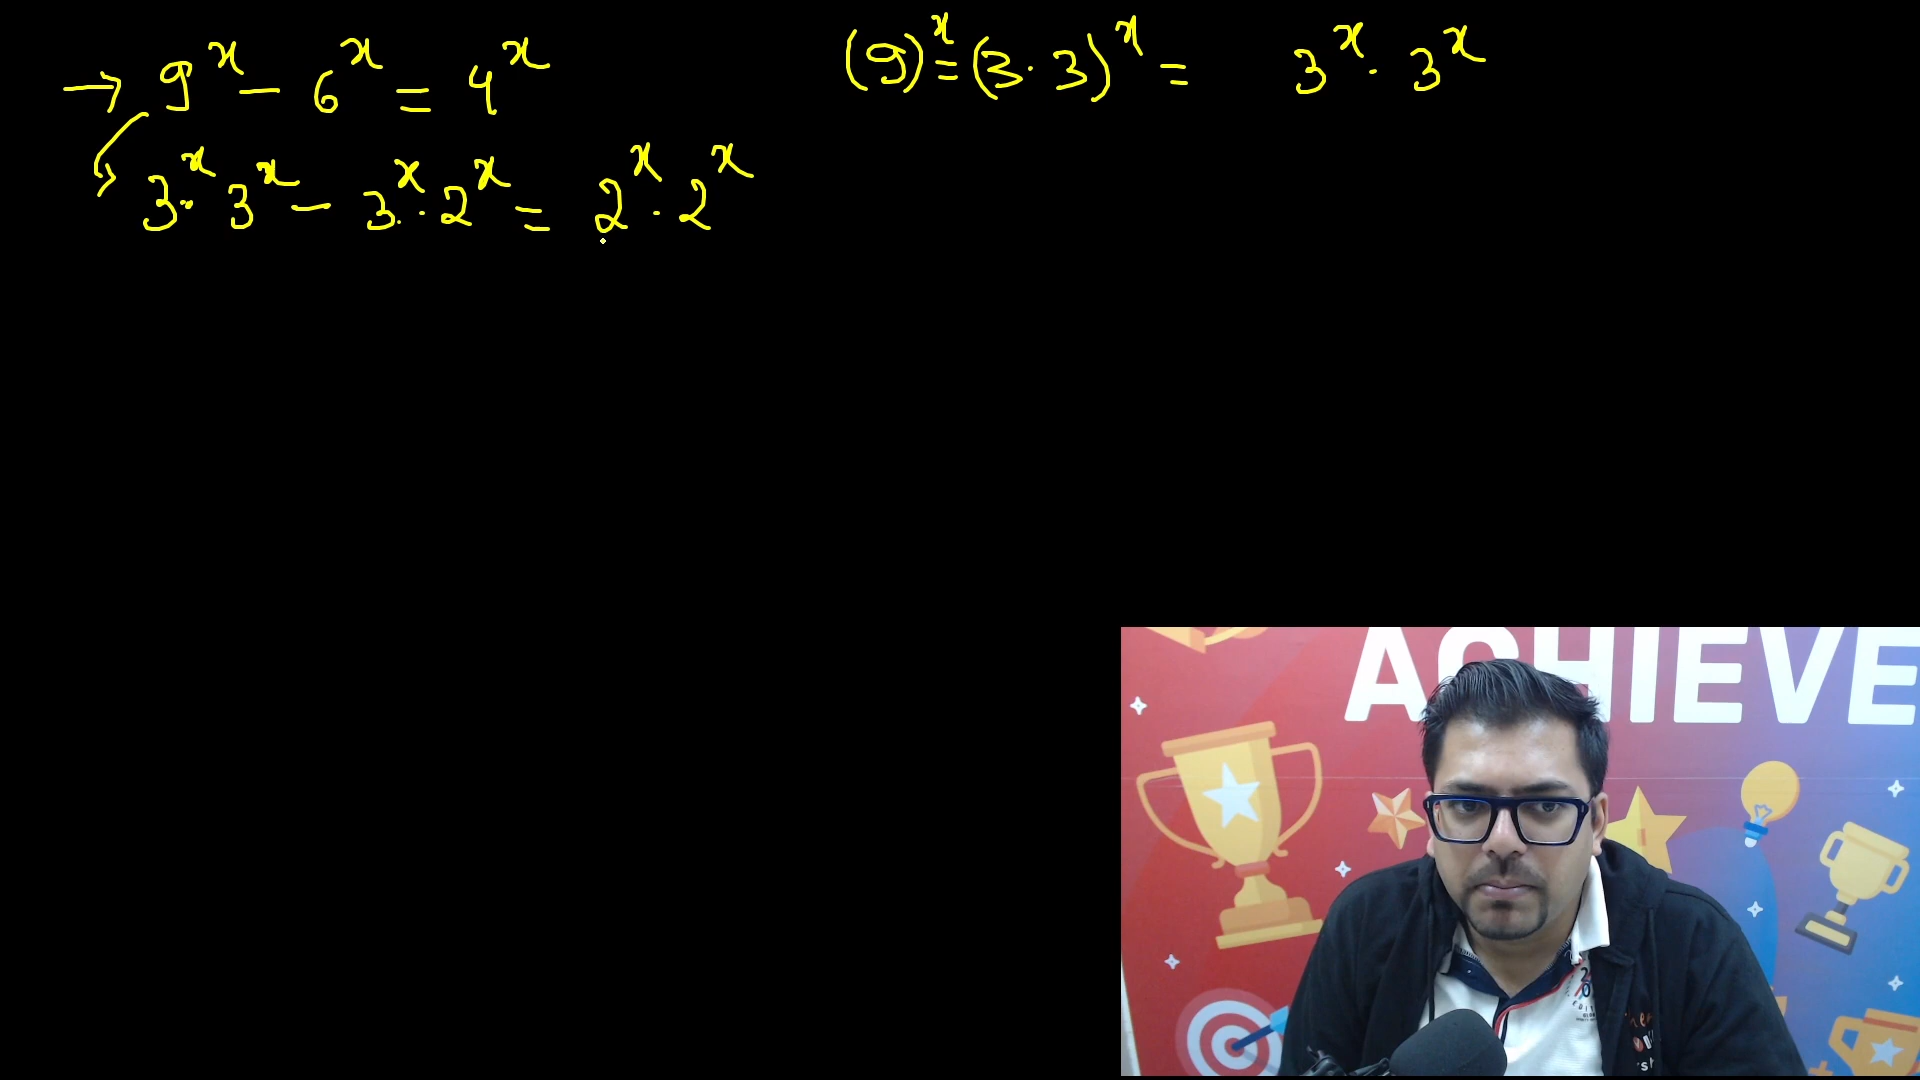 → 9^x - 6^x = 4^x
(9)^x = (3 · 3)^x = 3^x · 3^x
3^x · 3^x - 3^x · 2^x = 2^x · 2^x
ACHIEVE